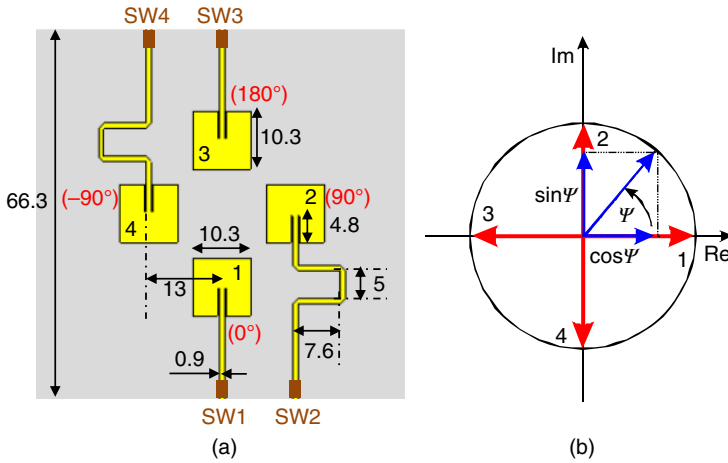 SW4
SW3
(180°)
10.3
3
66.3
(–90°)
4
2
(90°)
4.8
10.3
1
13
5
(0°)
7.6
0.9
SW1
SW2
(a)
Im
2
sinΨ
Ψ
3
cosΨ
1
Re
4
(b)